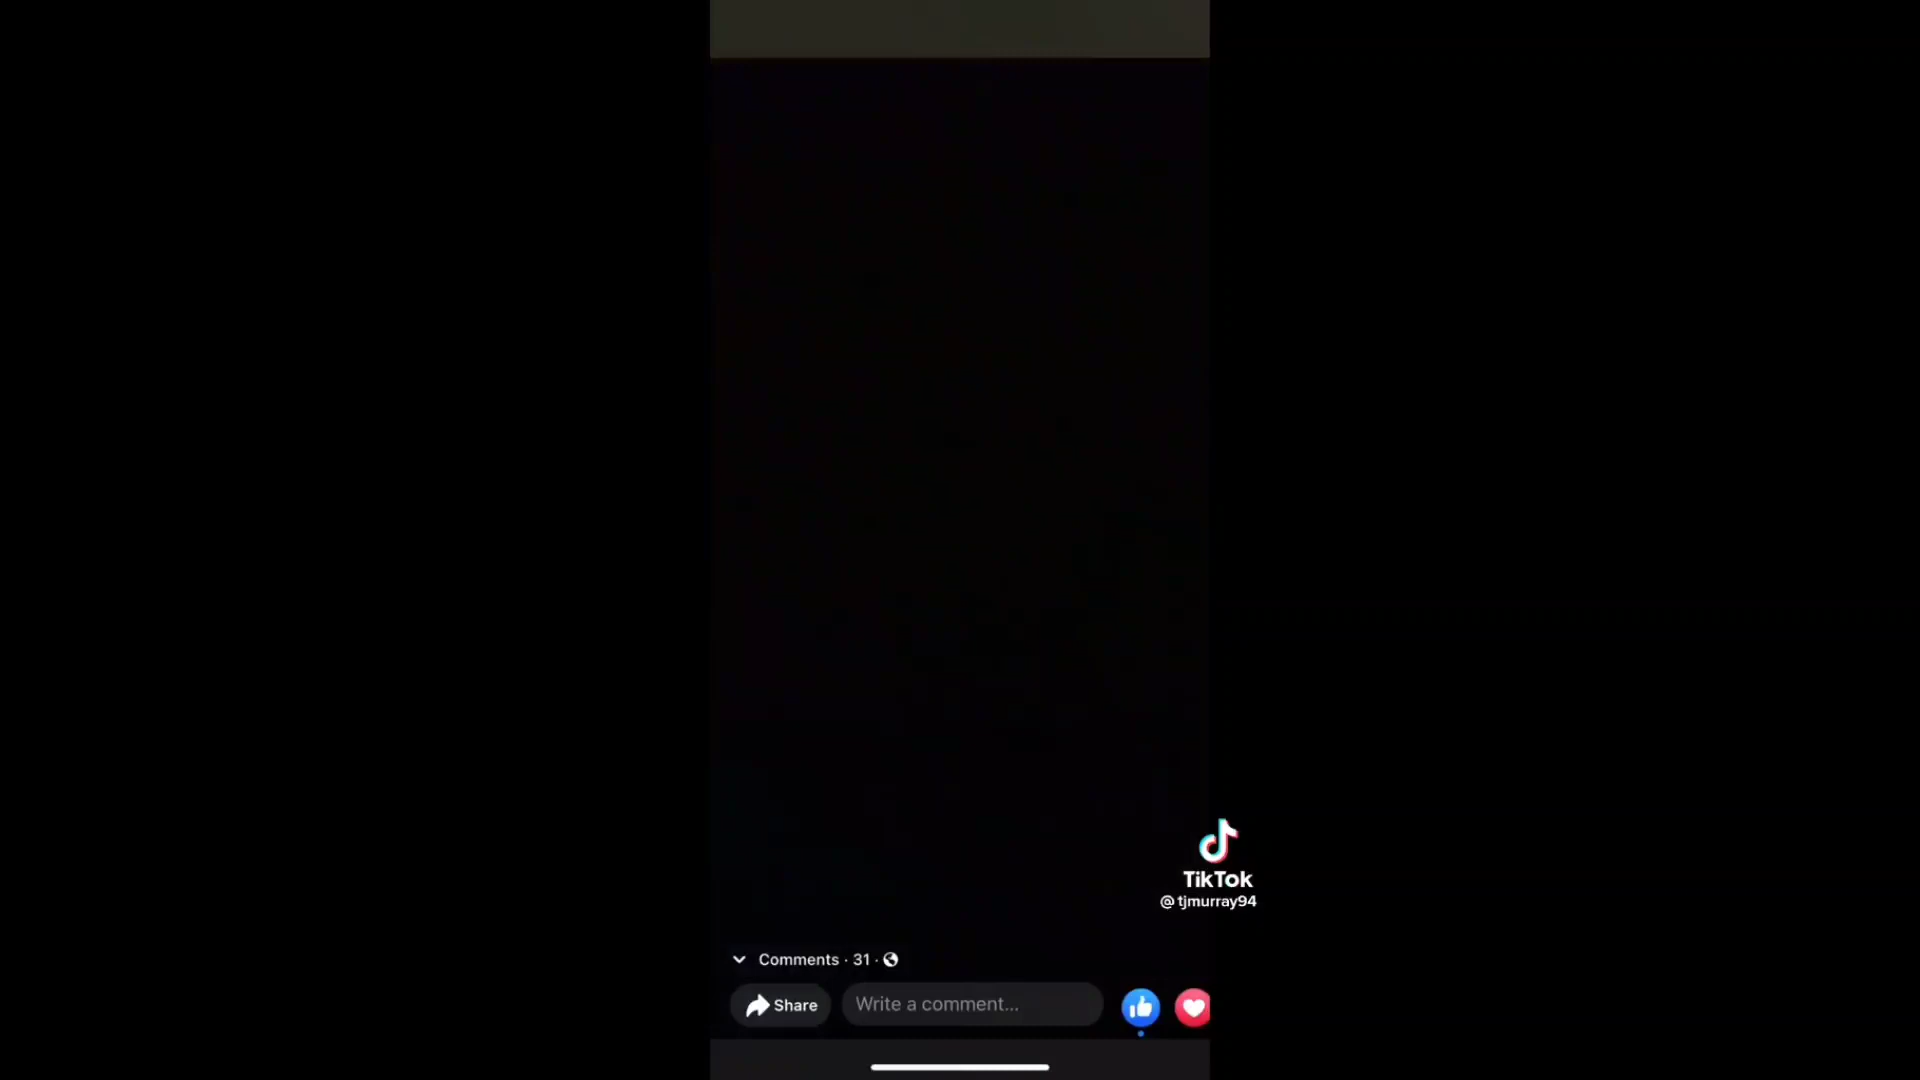 TikTok
@tjmurray94
Comments · 31 ·
Share
Write a comment...